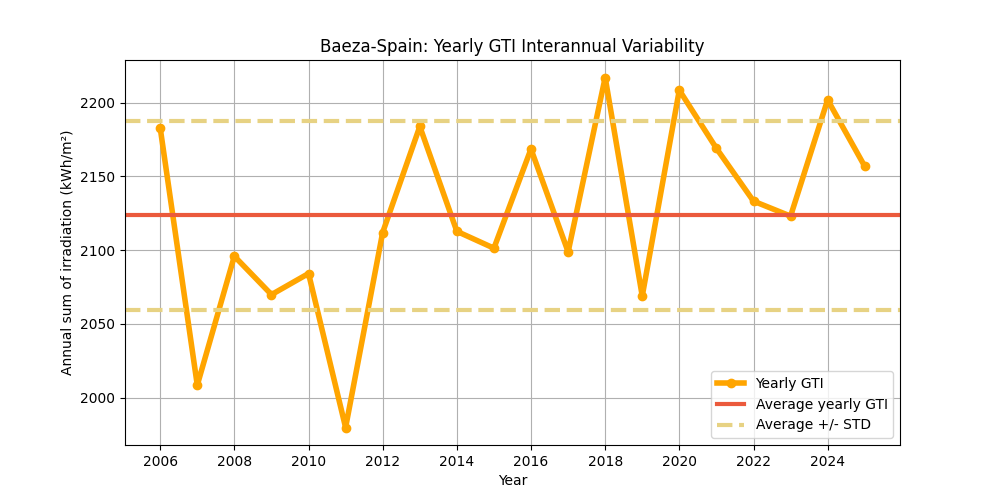 Baeza-Spain: Yearly GTI Interannual Variability
Annual sum of irradiation (kWh/m²)
2200
2150
2100
2050
2000
Yearly GTI
Average yearly GTI
Average +/- STD
2006 2008 2010 2012 2014 2016 2018 2020 2022 2024
Year